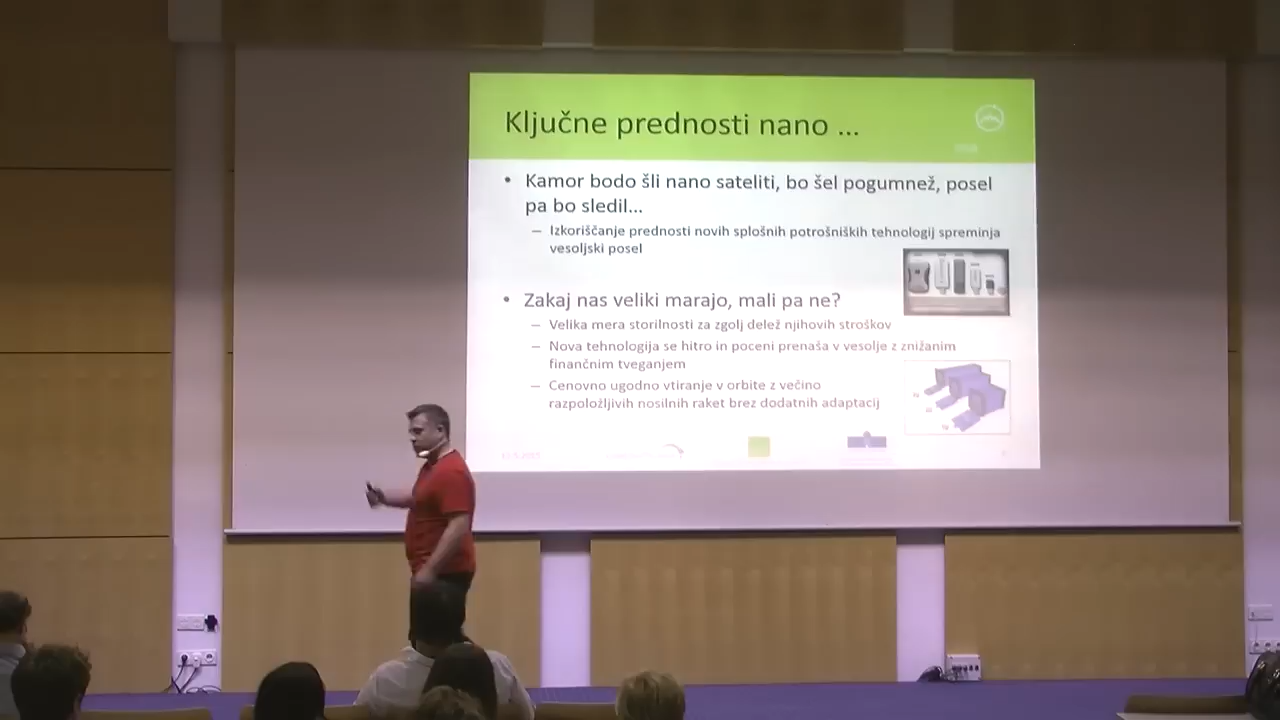 Ključne prednosti nano ...
• Kamor bodo šli nano sateliti, bo šel pogumnež, posel
pa bo sledil...
– Izkoriščanje prednosti novih splošnih potrošniških tehnologij spreminja
vesoljski posel
• Zakaj nas veliki marajo, mali pa ne?
– Velika mera storilnosti za zgolj delež njihovih stroškov
– Nova tehnologija se hitro in poceni prenaša v vesolje z znižanim
finančnim tveganjem
– Cenovno ugodno vtiranje v orbite z večino
razpoložljivih nosilnih raket brez dodatnih adaptacij